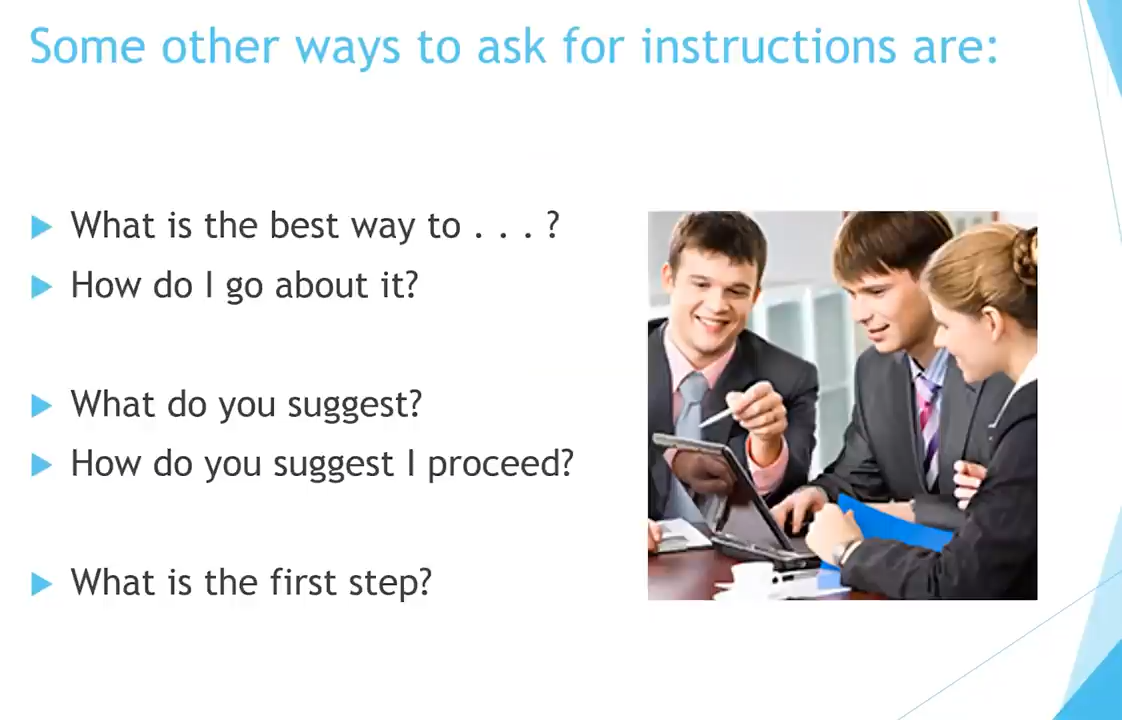 Some other ways to ask for instructions are:
What is the best way to . . . ?
How do I go about it?
What do you suggest?
How do you suggest I proceed?
What is the first step?